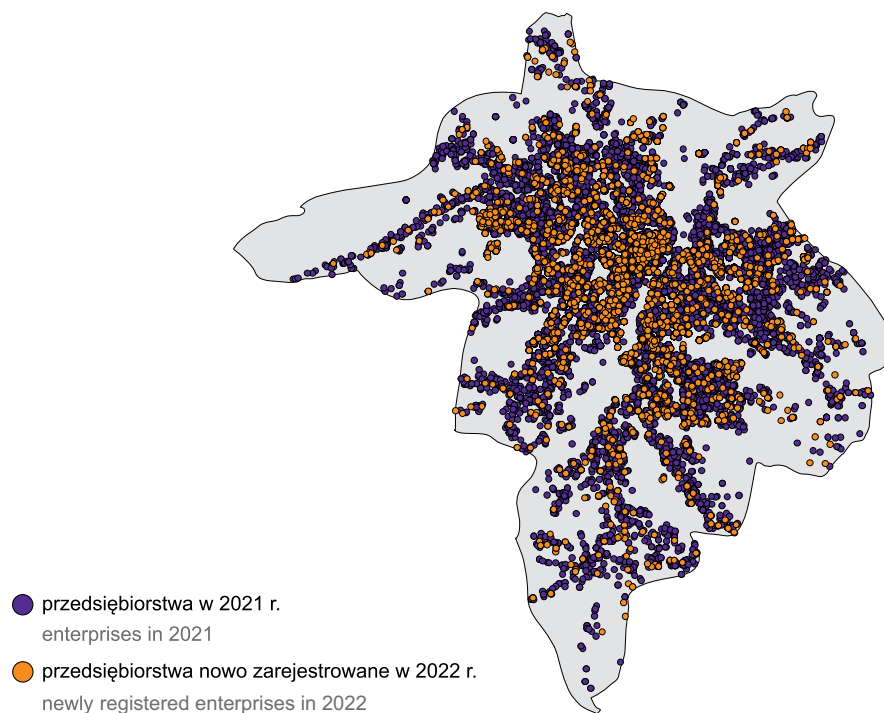 przedsiębiorstwa w 2021 r.
enterprises in 2021
przedsiębiorstwa nowo zarejestrowane w 2022 r.
newly registered enterprises in 2022